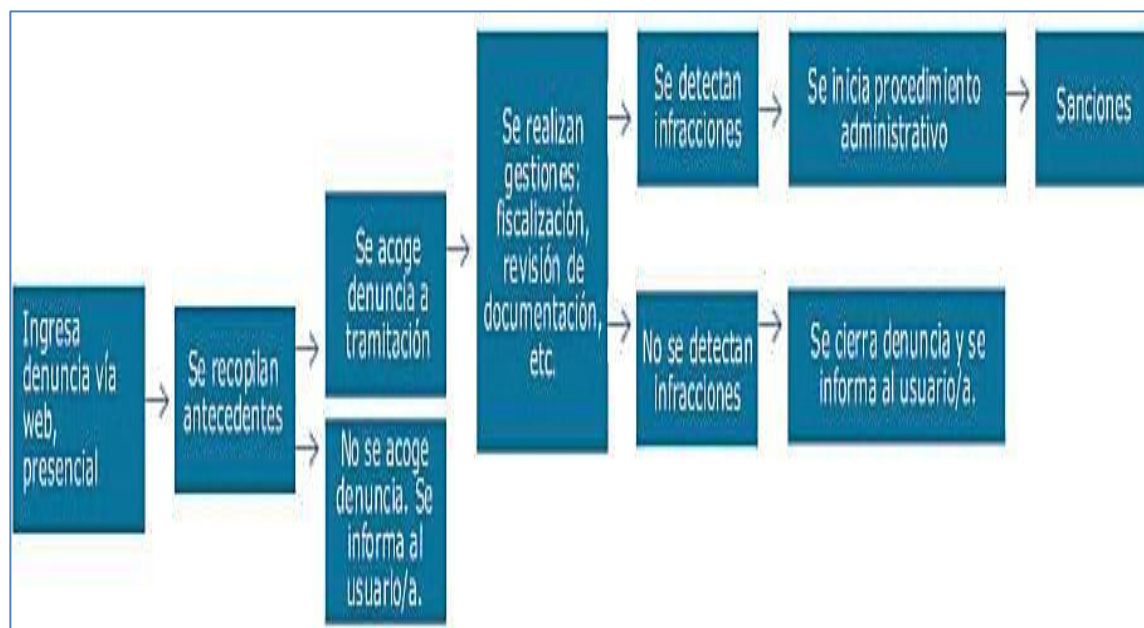 Ingresa
denuncia vía
web,
presencial
Se recopilan
antecedentes
Se acoge
denuncia a
tramitación
No se acoge
denuncia. Se
informa al
usuario/a.
Se realizan
gestiones:
fiscalización,
revisión de
documentación,
etc.
Se detectan
infracciones
Se inicia procedimiento
administrativo
Sanciones
No se detectan
infracciones
Se cierra denuncia y se
informa al usuario/a.